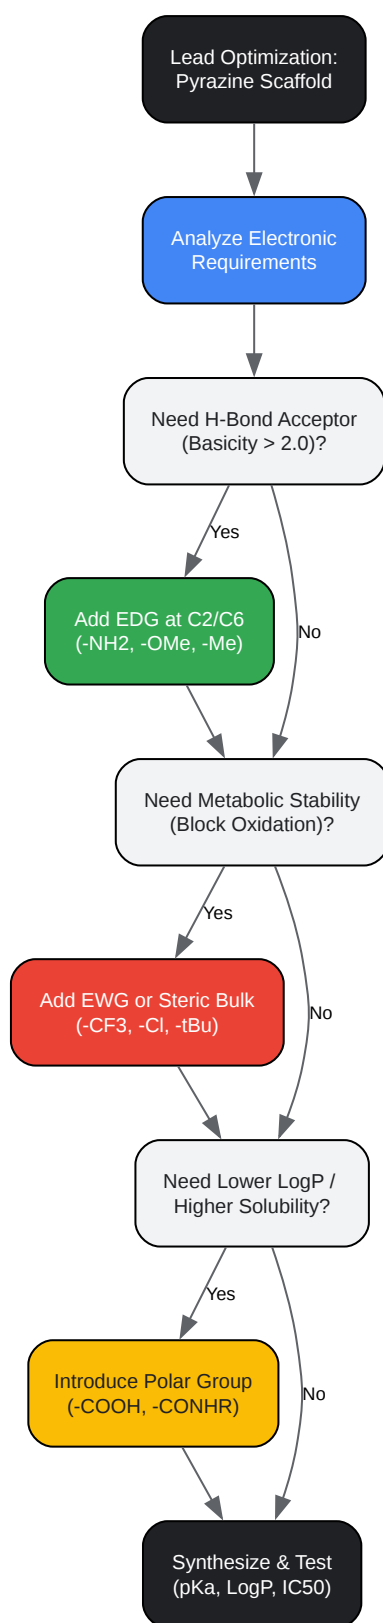 Lead Optimization:
Pyrazine Scaffold
Analyze Electronic
Requirements
Need H-Bond Acceptor
(Basicity > 2.0)?
Yes
Add EDG at C2/C6
(-NH2, -OMe, -Me)
No
Need Metabolic Stability
(Block Oxidation)?
Yes
Add EWG or Steric Bulk
(-CF3, -Cl, -tBu)
No
Need Lower LogP /
Higher Solubility?
Yes
Introduce Polar Group
(-COOH, -CONHR)
No
Synthesize & Test
(pKa, LogP, IC50)